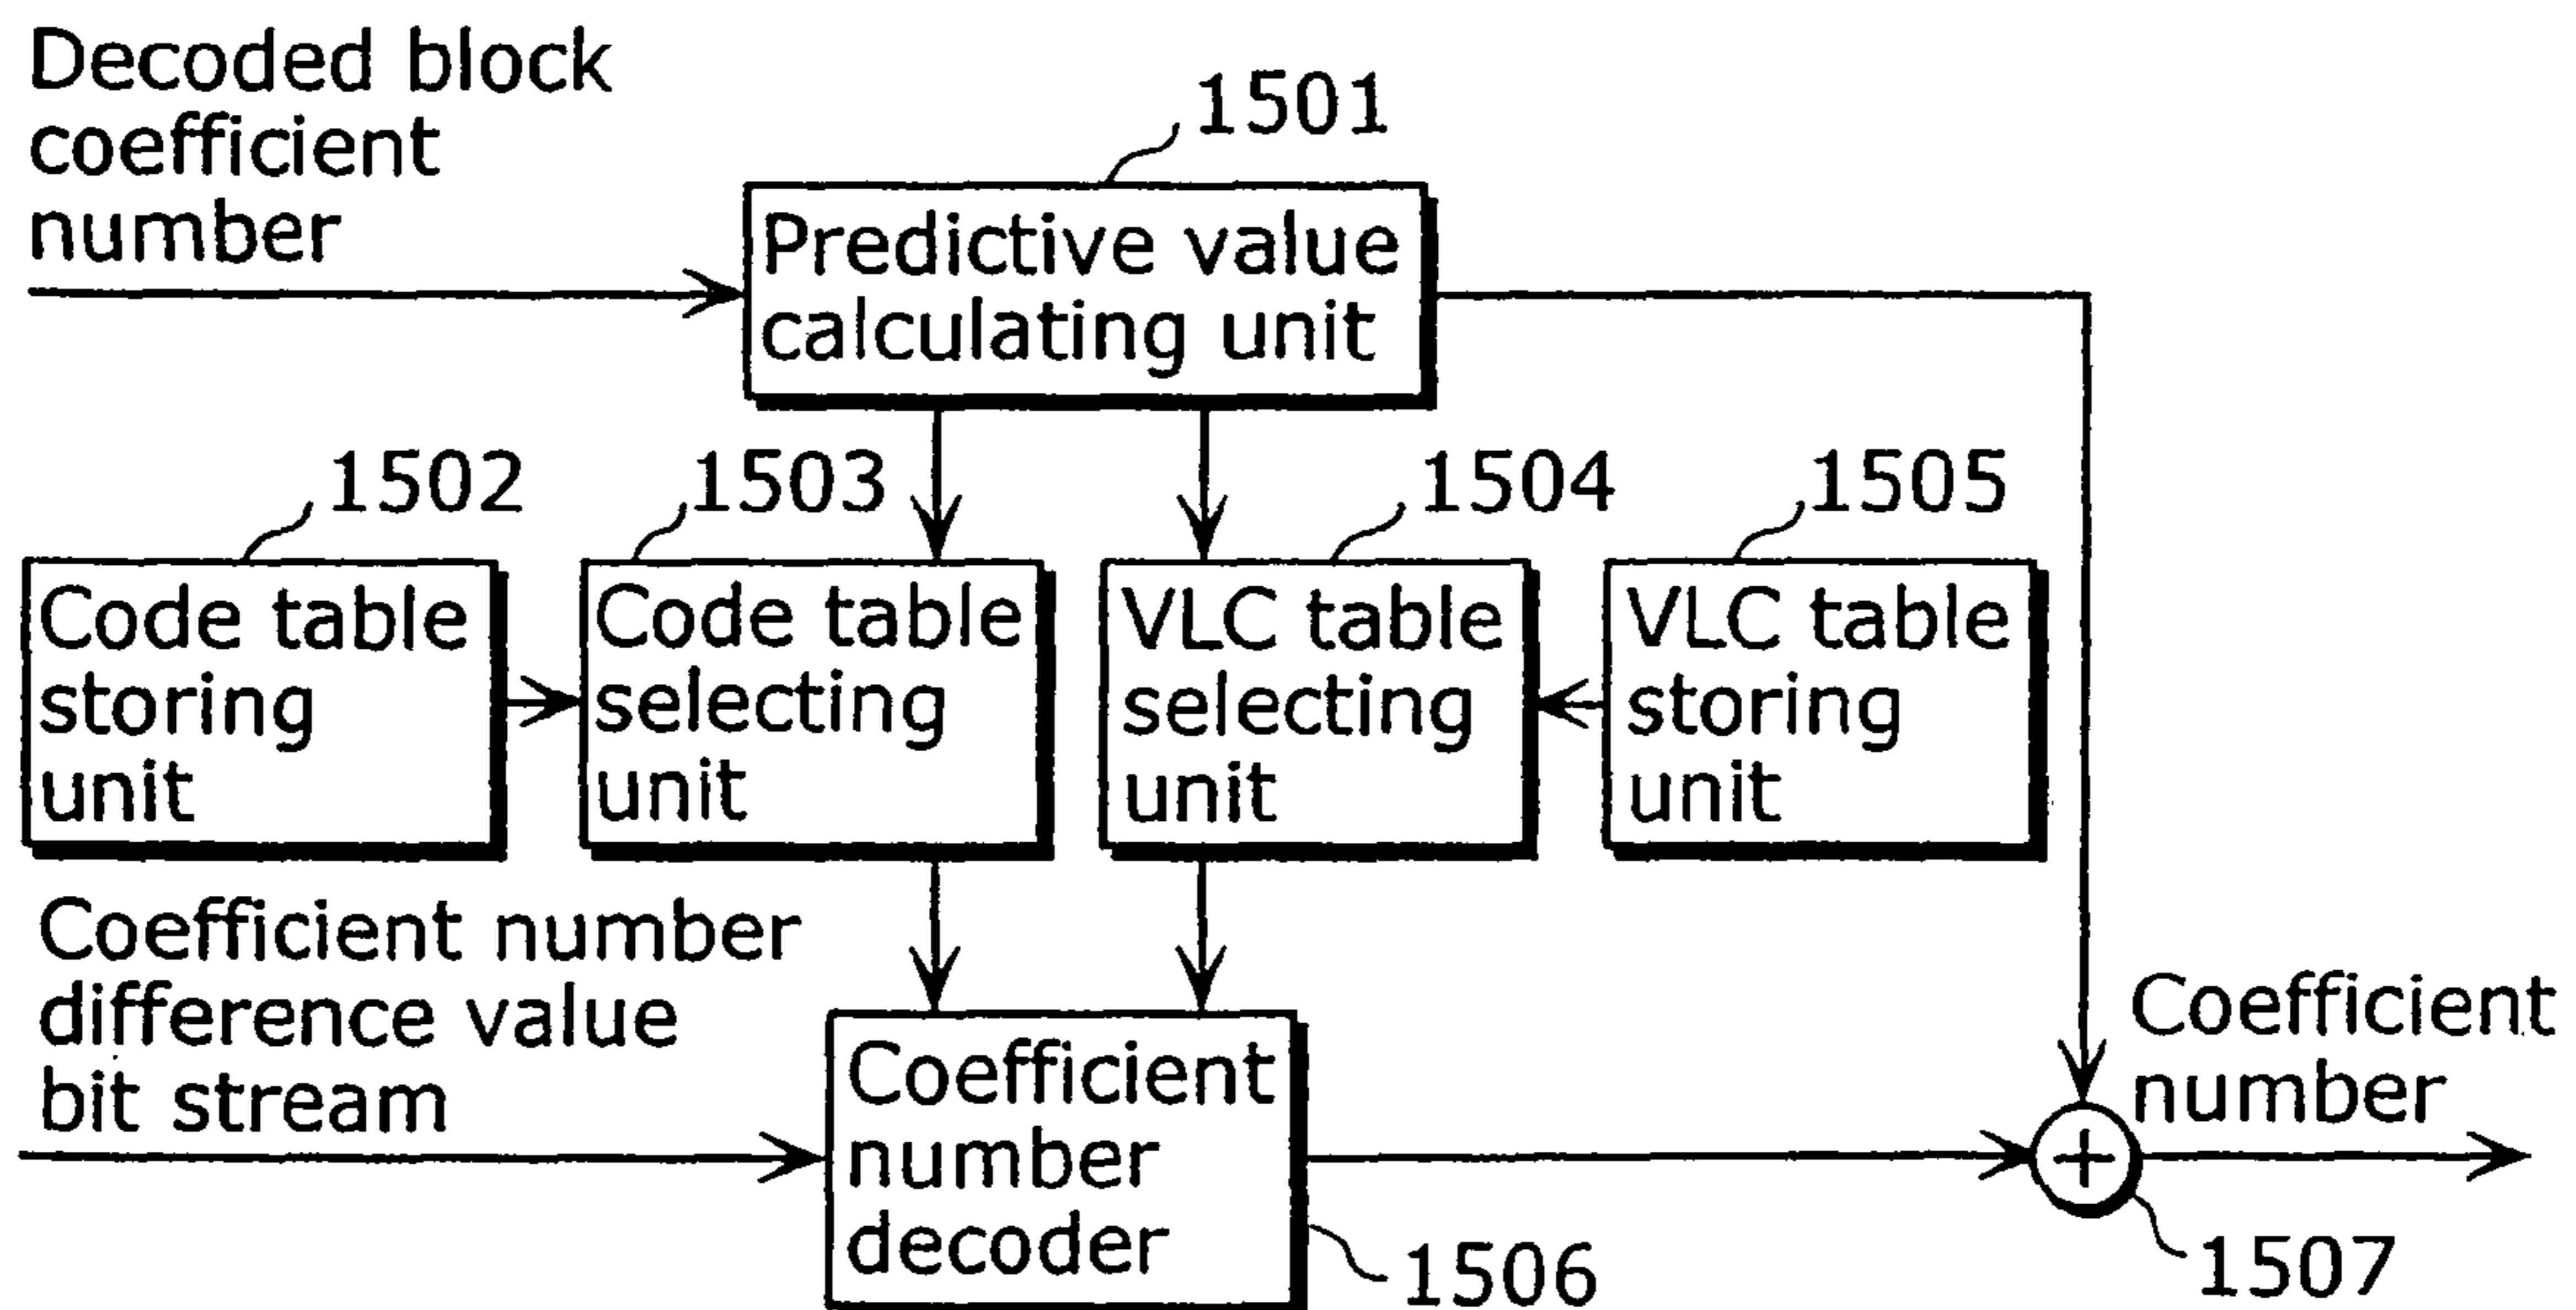 Decoded block
coefficient
number
1501
Predictive value
calculating unit
1502
1503
1504
1505
Code table
storing
unit
Code table
selecting
unit
VLC table
selecting
unit
VLC table
storing
unit
Coefficient number
difference value
bit stream
Coefficient
number
decoder
1506
Coefficient
number
+
1507